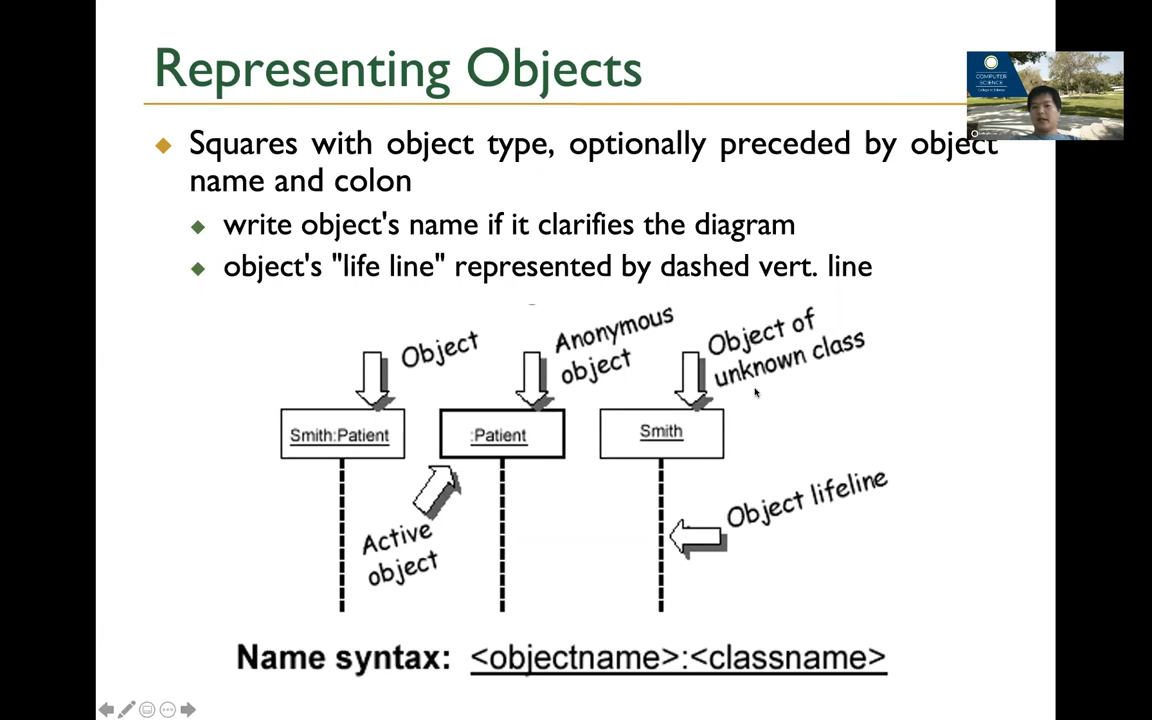 Representing Objects
COMPUTER
SCIENCE
Squares with object type, optionally preceded by object
name and colon
write object's name if it clarifies the diagram
object's "life line" represented by dashed vert. line
Object
Anonymous
object
Object of
unknown class
Smith:Patient
:Patient
Smith
Active
object
Object lifeline
Name syntax: <objectname>:<classname>